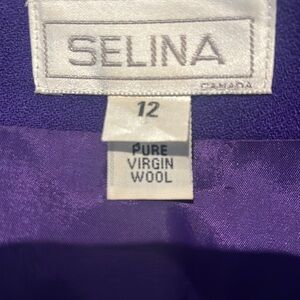 SELINA
CANADA
12
PURE
VIRGIN
WOOL